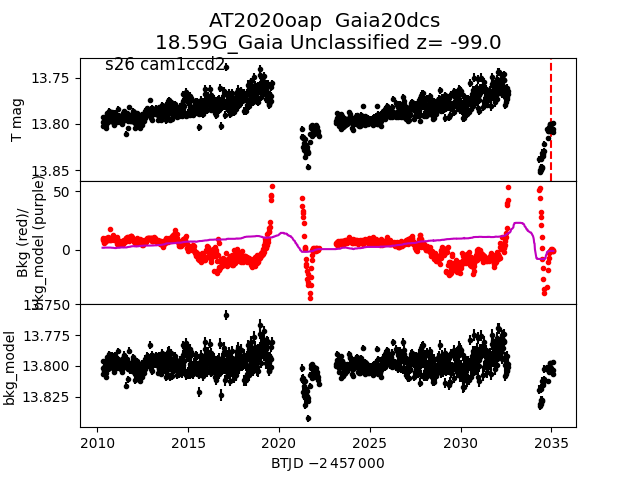 AT2020oap  Gaia20dcs
18.59G_Gaia Unclassified z= -99.0
s26 cam1ccd2
T mag
13.75
13.80
13.85
Bkg (red)/
bkg_model (purple)
50
0
bkg_model
13.750
13.775
13.800
13.825
2010 2015 2020 2025 2030 2035
BTJD −2 457 000